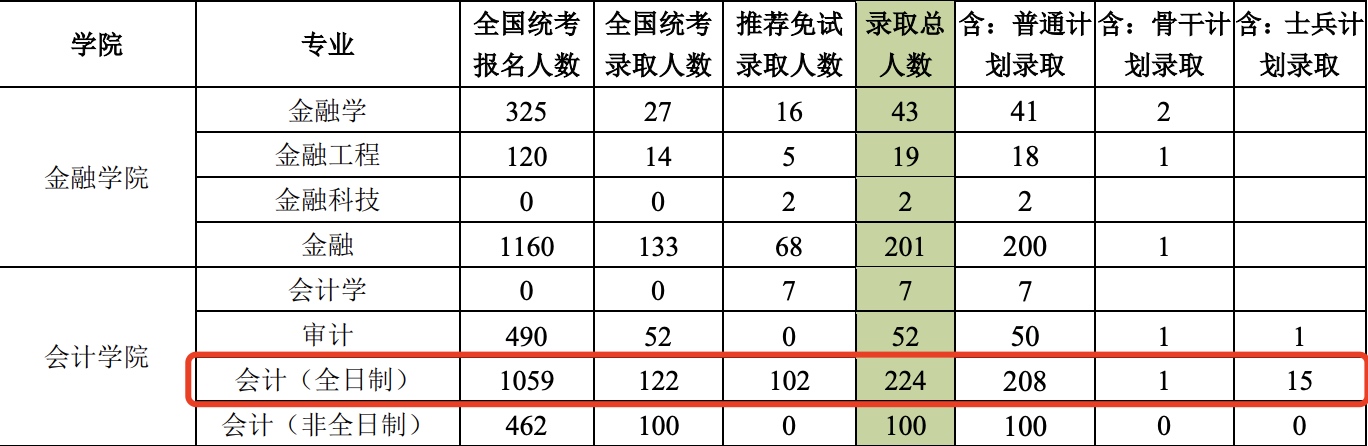 学院 专业 全国统考报名人数 全国统考录取人数 推荐免试录取人数 录取总人数 含：普通计划录取 含：骨干计划录取 含：士兵计划录取
金融学院
金融学 325 27 16 43 41 2
金融工程 120 14 5 19 18 1
金融科技 0 0 2 2 2
金融 1160 133 68 201 200 1
会计学院
会计学 0 0 7 7 7
审计 490 52 0 52 50 1 1
会计（全日制） 1059 122 102 224 208 1 15
会计（非全日制） 462 100 0 100 100 0 0